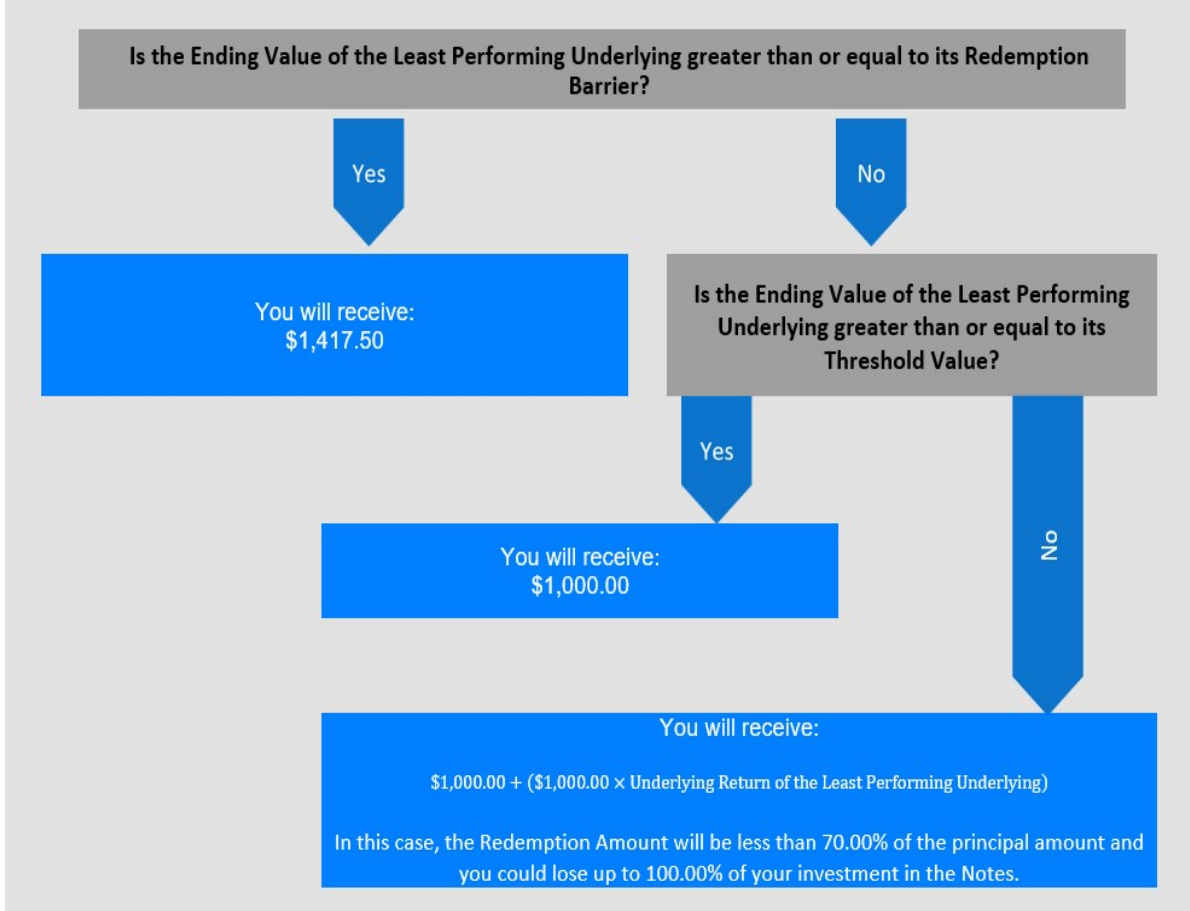 Is the Ending Value of the Least Performing Underlying greater than or equal to its Redemption
Barrier?
Yes
No
You will receive:
$1,417.50
Is the Ending Value of the Least Performing
Underlying greater than or equal to its
Threshold Value?
Yes
No
You will receive:
$1,000.00
You will receive:
$1,000.00 + ($1,000.00 × Underlying Return of the Least Performing Underlying)
In this case, the Redemption Amount will be less than 70.00% of the principal amount and
you could lose up to 100.00% of your investment in the Notes.